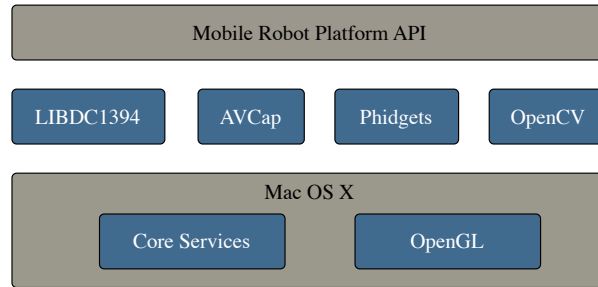 Mobile Robot Platform API
LIBDC1394 AVCap Phidgets OpenCV
Mac OS X
Core Services OpenGL